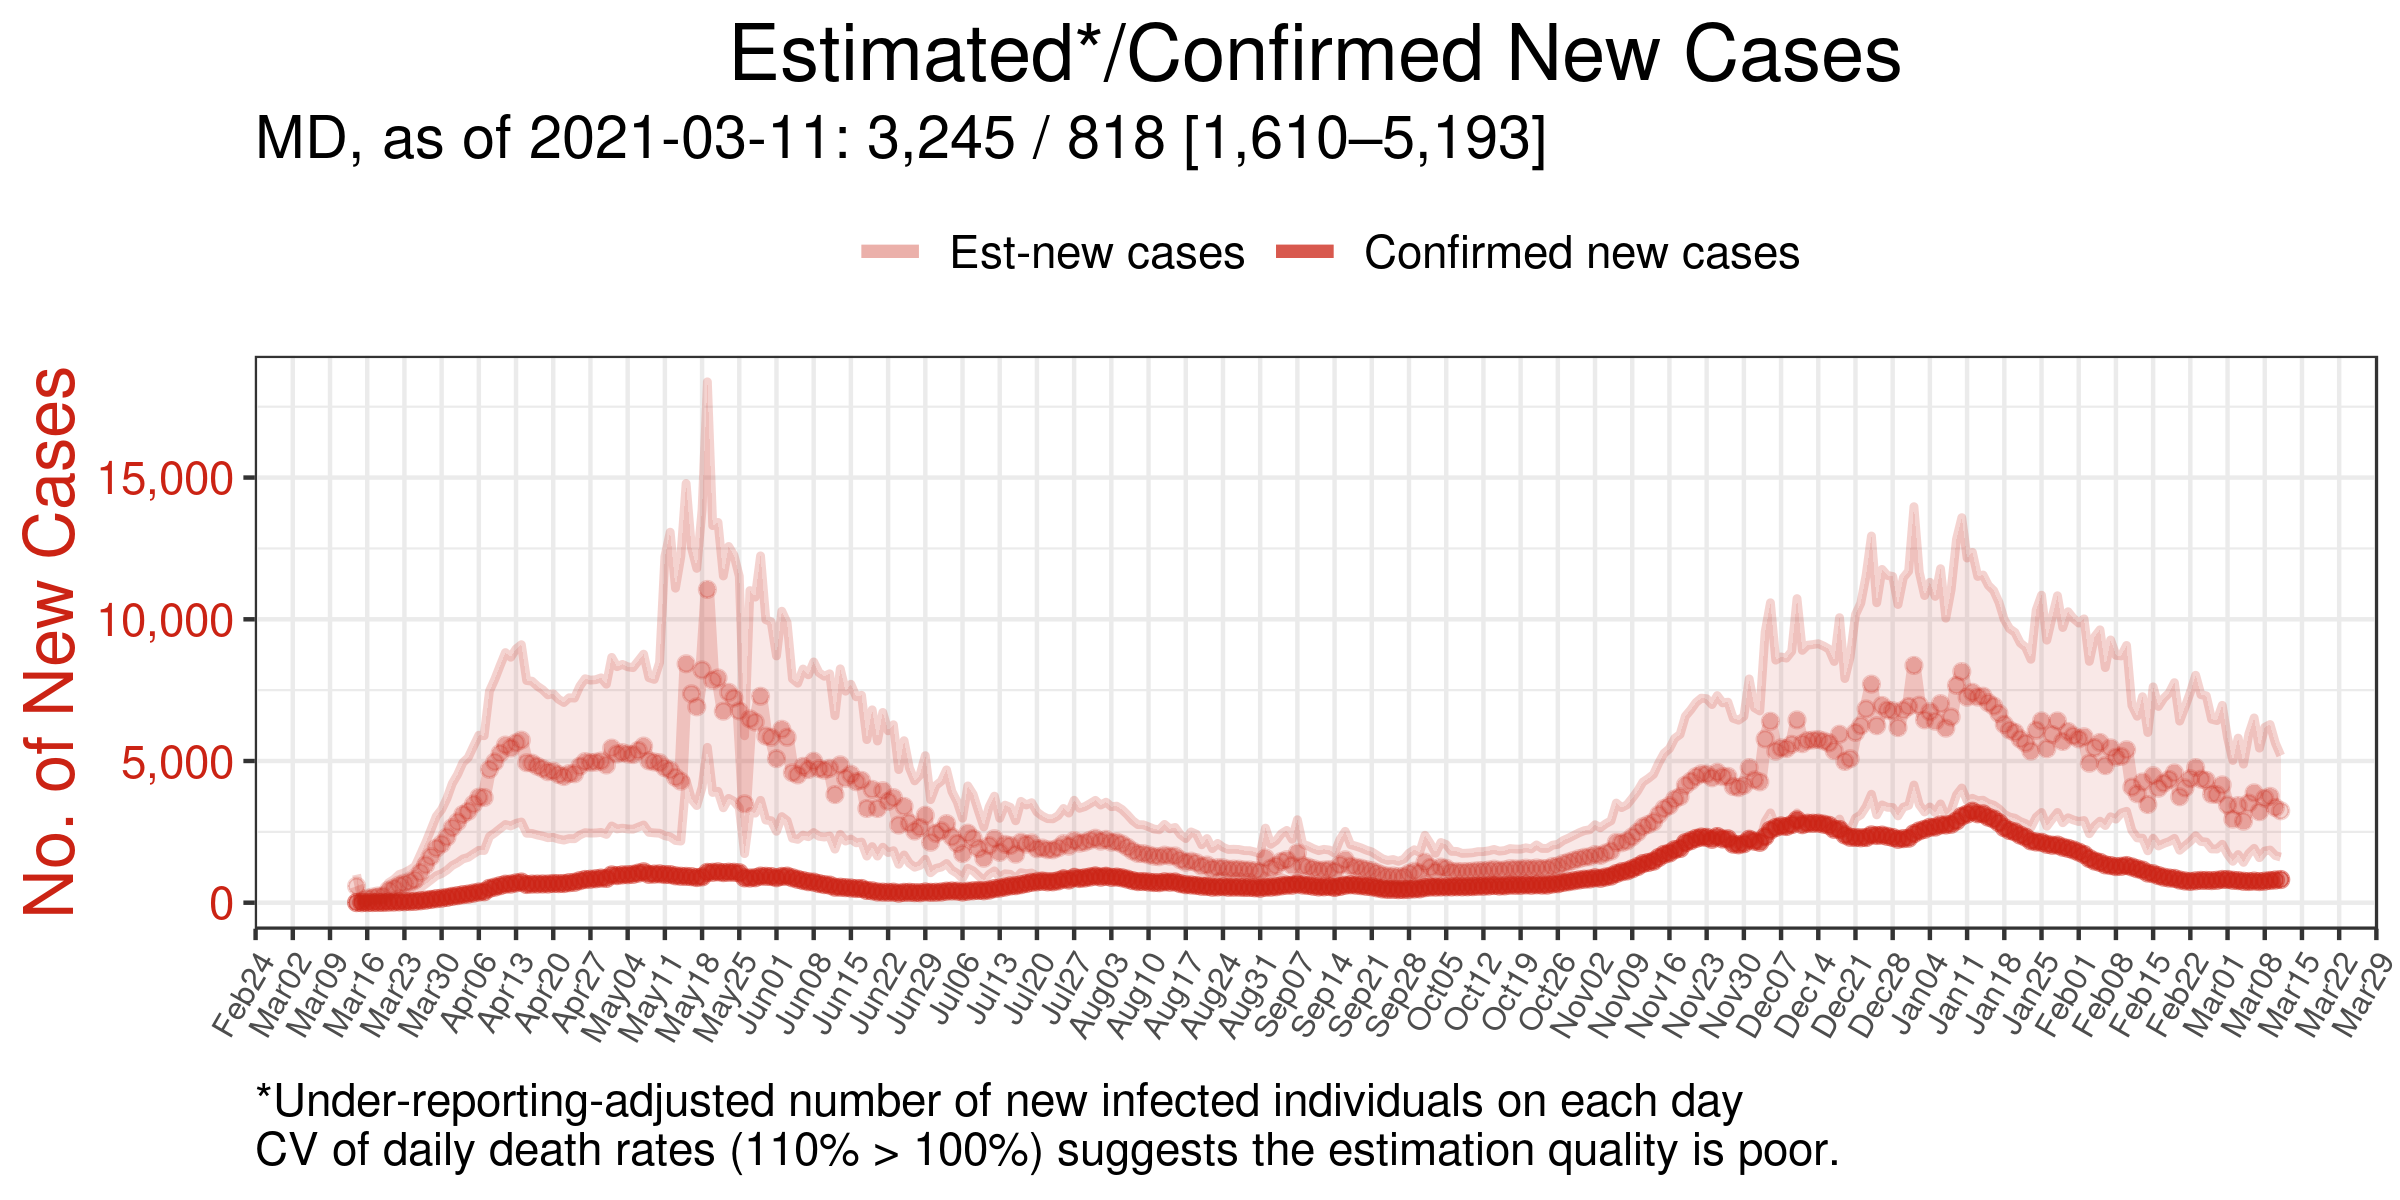 Estimated*/Confirmed New Cases
MD, as of 2021-03-11: 3,245 / 818 [1,610–5,193]
Est-new cases Confirmed new cases
No. of New Cases
15,000
10,000
5,000
0
Feb24 Mar02 Mar09 Mar16 Mar23 Mar30 Apr06 Apr13 Apr20 Apr27 May04 May11 May18 May25 Jun01 Jun08 Jun15 Jun22 Jun29 Jul06 Jul13 Jul20 Jul27 Aug03 Aug10 Aug17 Aug24 Aug31 Sep07 Sep14 Sep21 Sep28 Oct05 Oct12 Oct19 Oct26 Nov02 Nov09 Nov16 Nov23 Nov30 Dec07 Dec14 Dec21 Dec28 Jan04 Jan11 Jan18 Jan25 Feb01 Feb08 Feb15 Feb22 Mar01 Mar08 Mar15 Mar22 Mar29
*Under-reporting-adjusted number of new infected individuals on each day
CV of daily death rates (110% > 100%) suggests the estimation quality is poor.